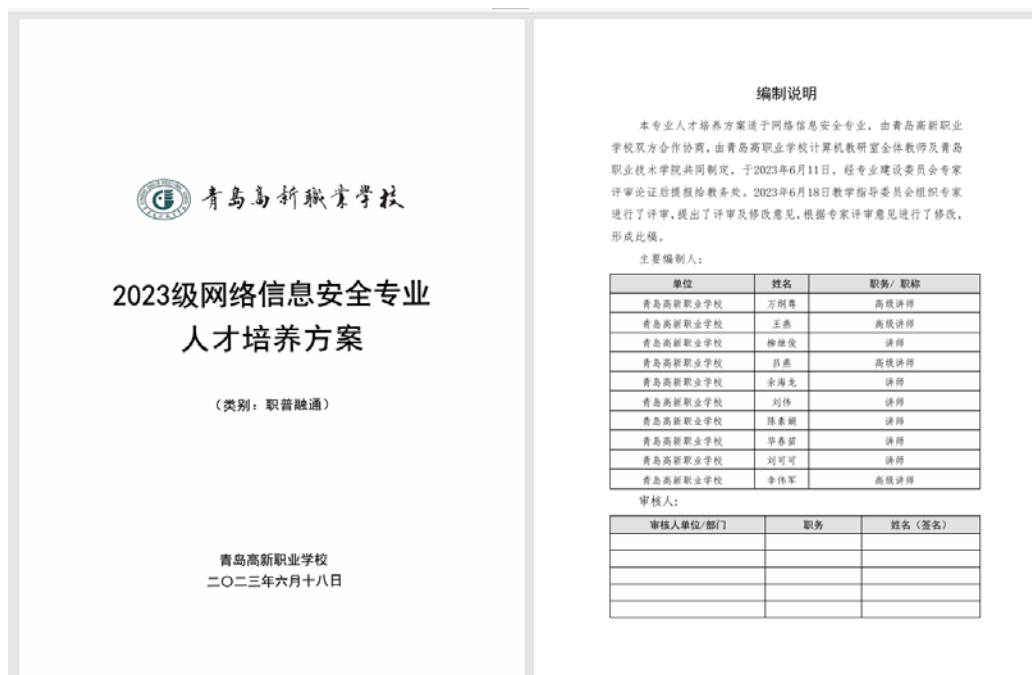 青岛高新職業学校
2023级网络信息安全专业
人才培养方案
（类别：职普融通）
青岛高新职业学校
二〇二三年六月十八日
编制说明
本专业人才培养方案适于网络信息安全专业，由青岛高新职业
学校双方合作协商，由青岛高职业学校计算机教研室全体教师及青岛
职业技术学院共同制定，于2023年6月11日，经专业建设委员会专家
评审论证后提报给教务处。2023年6月18日教学指导委员会组织专家
进行了评审，提出了评审及修改意见，根据专家评审意见进行了修改，
形成此稿。
主要编制人：
单位 姓名 职务/ 职称
青岛高新职业学校 万纲尊 高级讲师
青岛高新职业学校 王燕 高级讲师
青岛高新职业学校 柳继俊 讲师
青岛高新职业学校 吕燕 高级讲师
青岛高新职业学校 余海龙 讲师
青岛高新职业学校 刘伟 讲师
青岛高新职业学校 陈素娟 讲师
青岛高新职业学校 毕春苗 讲师
青岛高新职业学校 刘可可 讲师
青岛高新职业学校 李伟军 高级讲师
审核人：
审核人单位/部门 职务 姓名（签名）